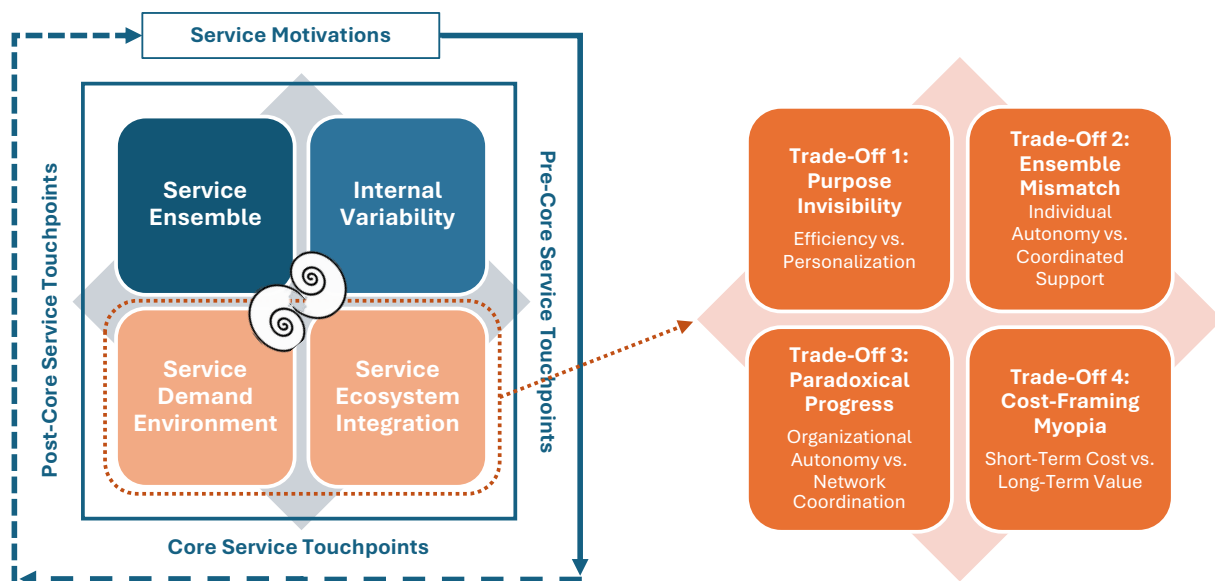 Service Motivations
Post-Core Service Touchpoints
Service
Ensemble
Internal
Variability
Service
Demand
Environment
Service
Ecosystem
Integration
Pre-Core Service Touchpoints
Core Service Touchpoints
Trade-Off 1:
Purpose
Invisibility
Efficiency vs.
Personalization
Trade-Off 2:
Ensemble
Mismatch
Individual
Autonomy vs.
Coordinated
Support
Trade-Off 3:
Paradoxical
Progress
Organizational
Autonomy vs.
Network
Coordination
Trade-Off 4:
Cost-Framing
Myopia
Short-Term Cost vs.
Long-Term Value